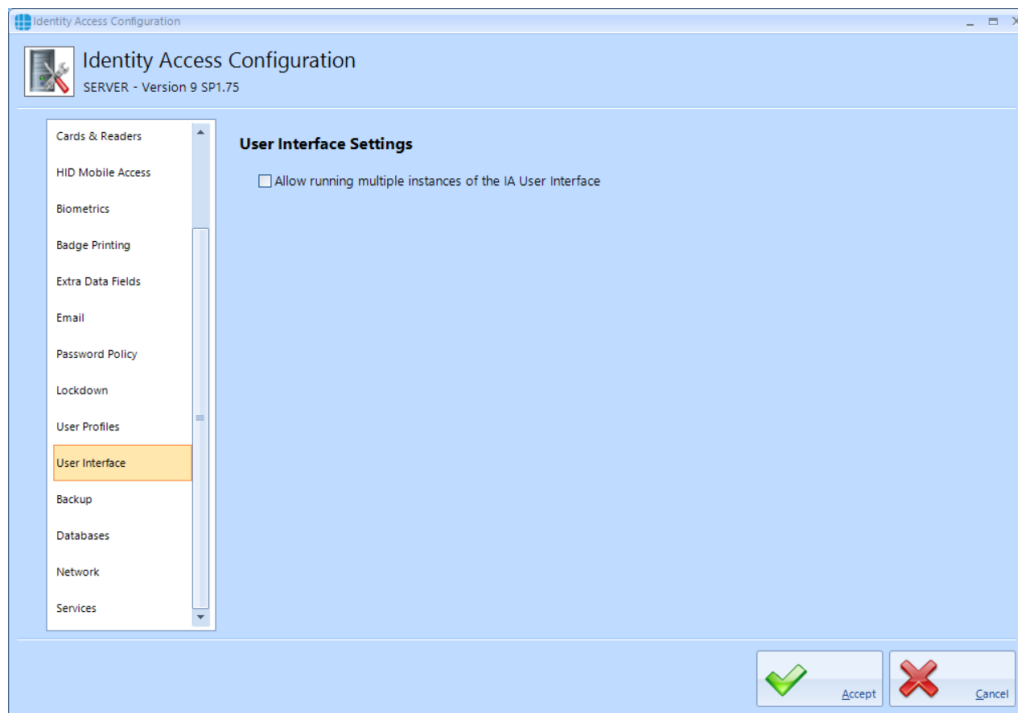 Identity Access Configuration
Identity Access Configuration
SERVER - Version 9 SP1.75
Cards & Readers
HID Mobile Access
Biometrics
Badge Printing
Extra Data Fields
Email
Password Policy
Lockdown
User Profiles
User Interface
Backup
Databases
Network
Services
User Interface Settings
Allow running multiple instances of the IA User Interface
Accept
Cancel